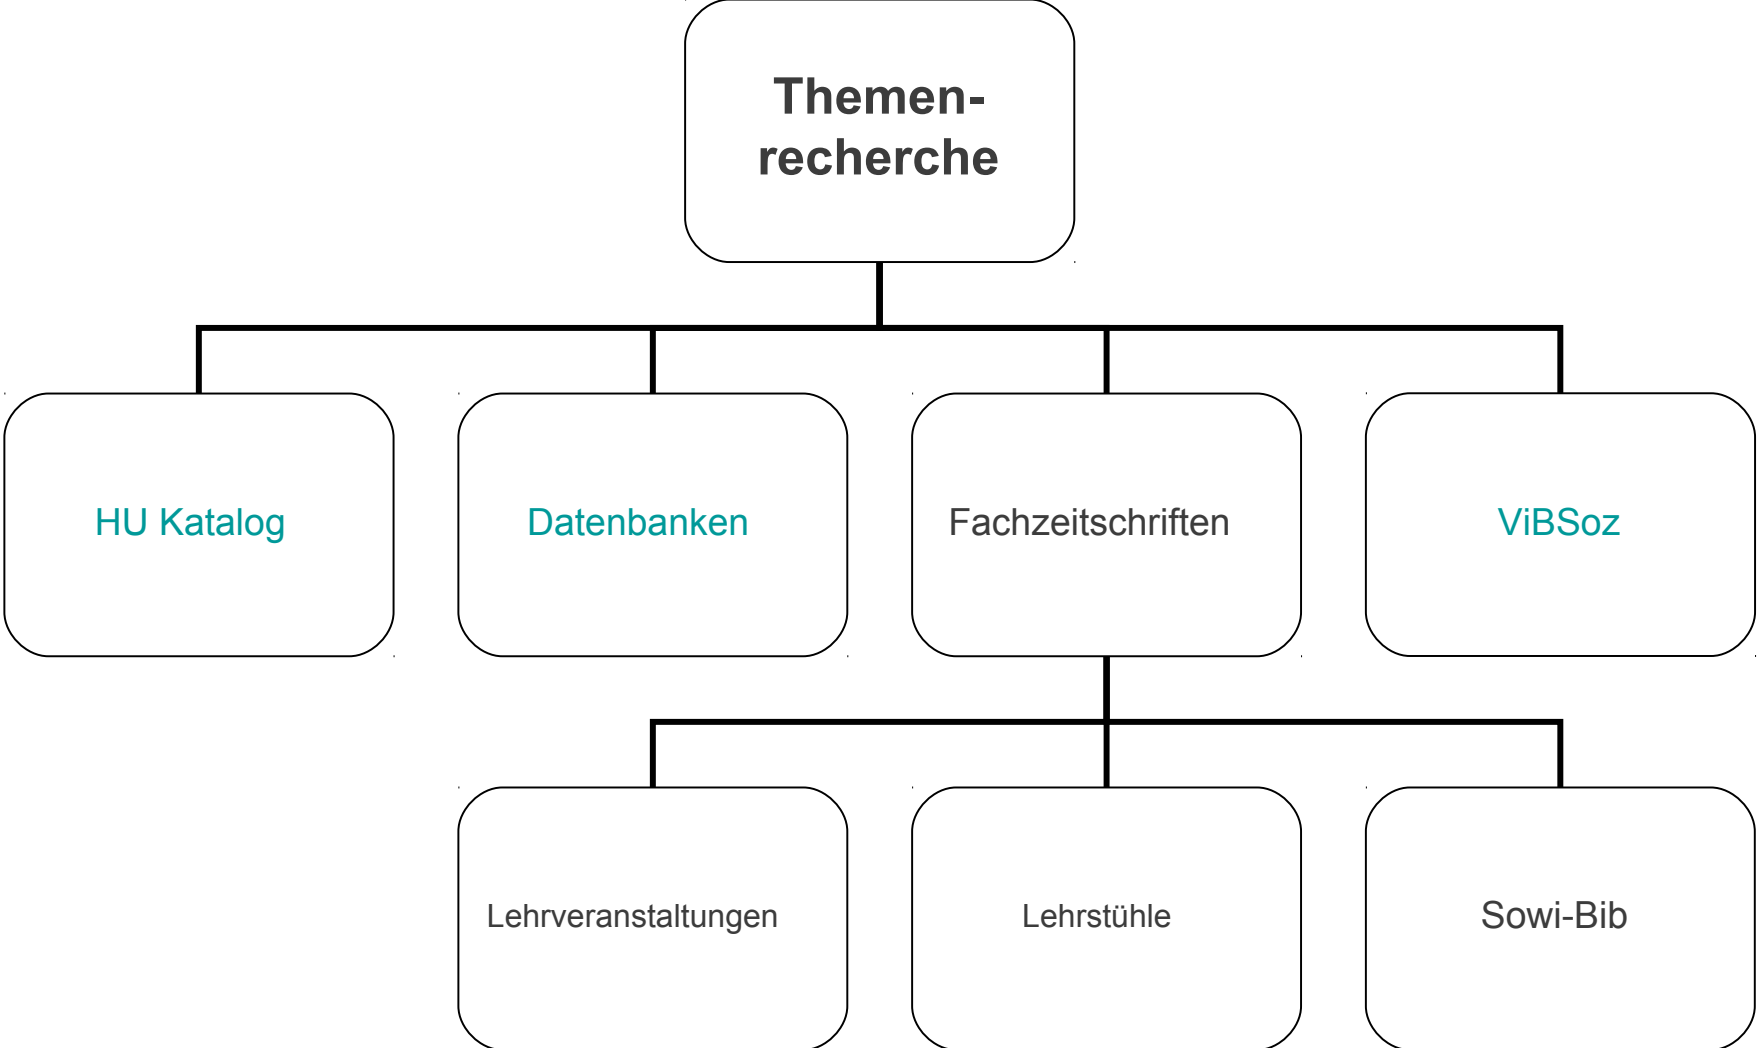 Themen-
recherche
HU Katalog
Datenbanken
Fachzeitschriften
ViBSoz
Lehrveranstaltungen
Lehrstühle
Sowi-Bib